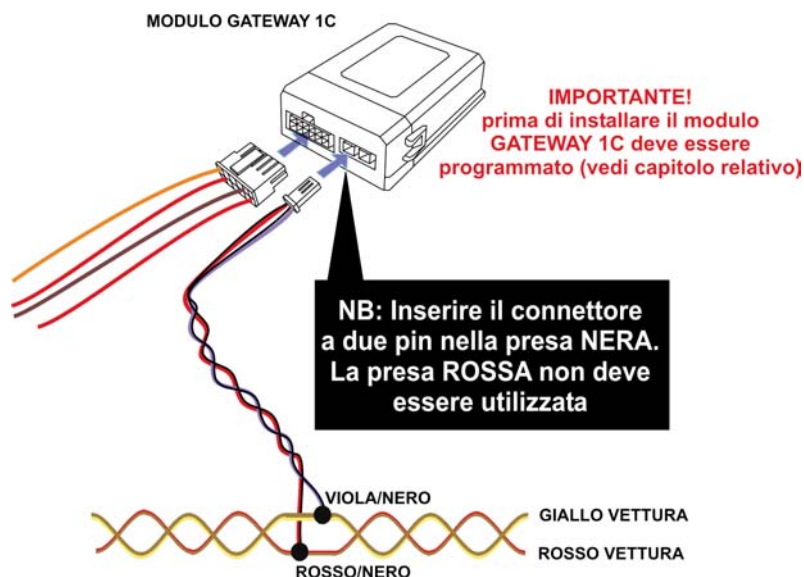 MODULO GATEWAY 1C
IMPORTANTE!
prima di installare il modulo
GATEWAY 1C deve essere
programmato (vedi capitolo relativo)
NB: Inserire il connettore
a due pin nella presa NERA.
La presa ROSSA non deve
essere utilizzata
VIOLA/NERO
GIALLO VETTURA
ROSSO VETTURA
ROSSO/NERO